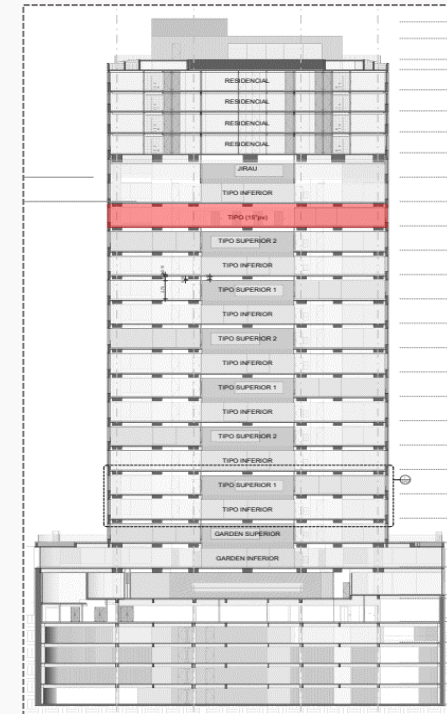 RESIDENCIAL
RESIDENCIAL
RESIDENCIAL
RESIDENCIAL
JIRAU
TIPO INFERIOR
TIPO (15°pv)
TIPO SUPERIOR 2
TIPO INFERIOR
TIPO SUPERIOR 1
TIPO INFERIOR
TIPO SUPERIOR 2
TIPO INFERIOR
TIPO SUPERIOR 1
TIPO INFERIOR
TIPO SUPERIOR 2
TIPO INFERIOR
TIPO SUPERIOR 1
TIPO INFERIOR
GARDEN SUPERIOR
GARDEN INFERIOR